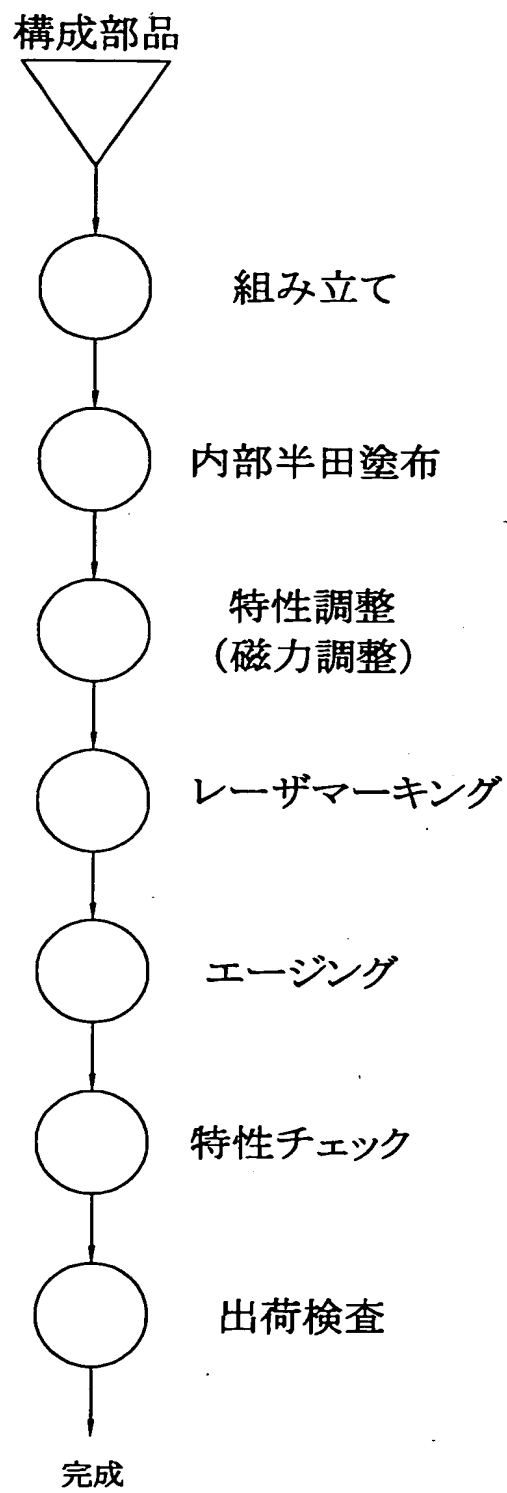 構成部品
組み立て
内部半田塗布
特性調整
(磁力調整)
レーザマーキング
エージング
特性チェック
出荷検査
完成